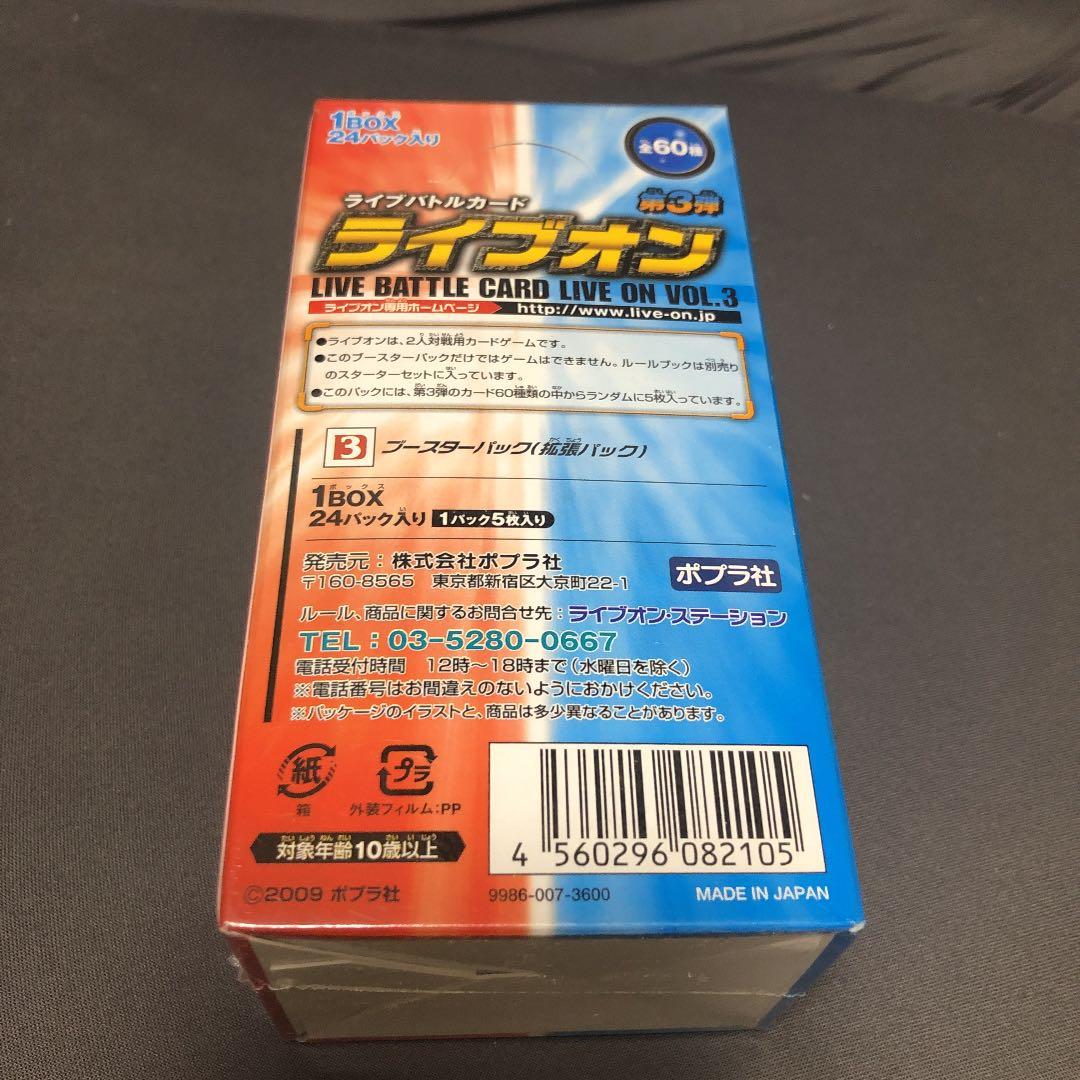 1BOX
24パック入り
全60種
ライブバトルカード
第3弾
ライブオン
LIVE BATTLE CARD LIVE ON VOL.3
ライブオン専用ホームページ http://www.live-on.jp
●ライブオンは、2人対戦用カードゲームです。
●このブースターパックだけではゲームはできません。ルールブックは別売り
のスターターセットに入っています。
●このパックには、第3弾のカード60種類の中からランダムに5枚入っています。
3 ブースターパック(拡張パック)
1BOX
24パック入り 1パック5枚入り
発売元:株式会社ポプラ社
〒160-8565 東京都新宿区大京町22-1
ポプラ社
ルール、商品に関するお問合せ先:ライブオン・ステーション
TEL:03-5280-0667
電話受付時間 12時〜18時まで(水曜日を除く)
※電話番号はお間違えのないようにおかけください。
※パッケージのイラストと、商品は多少異なることがあります。
紙
プラ
箱
外装フィルム:PP
対象年齢10歳以上
4 560296 082105
©2009 ポプラ社
9986-007-3600
MADE IN JAPAN